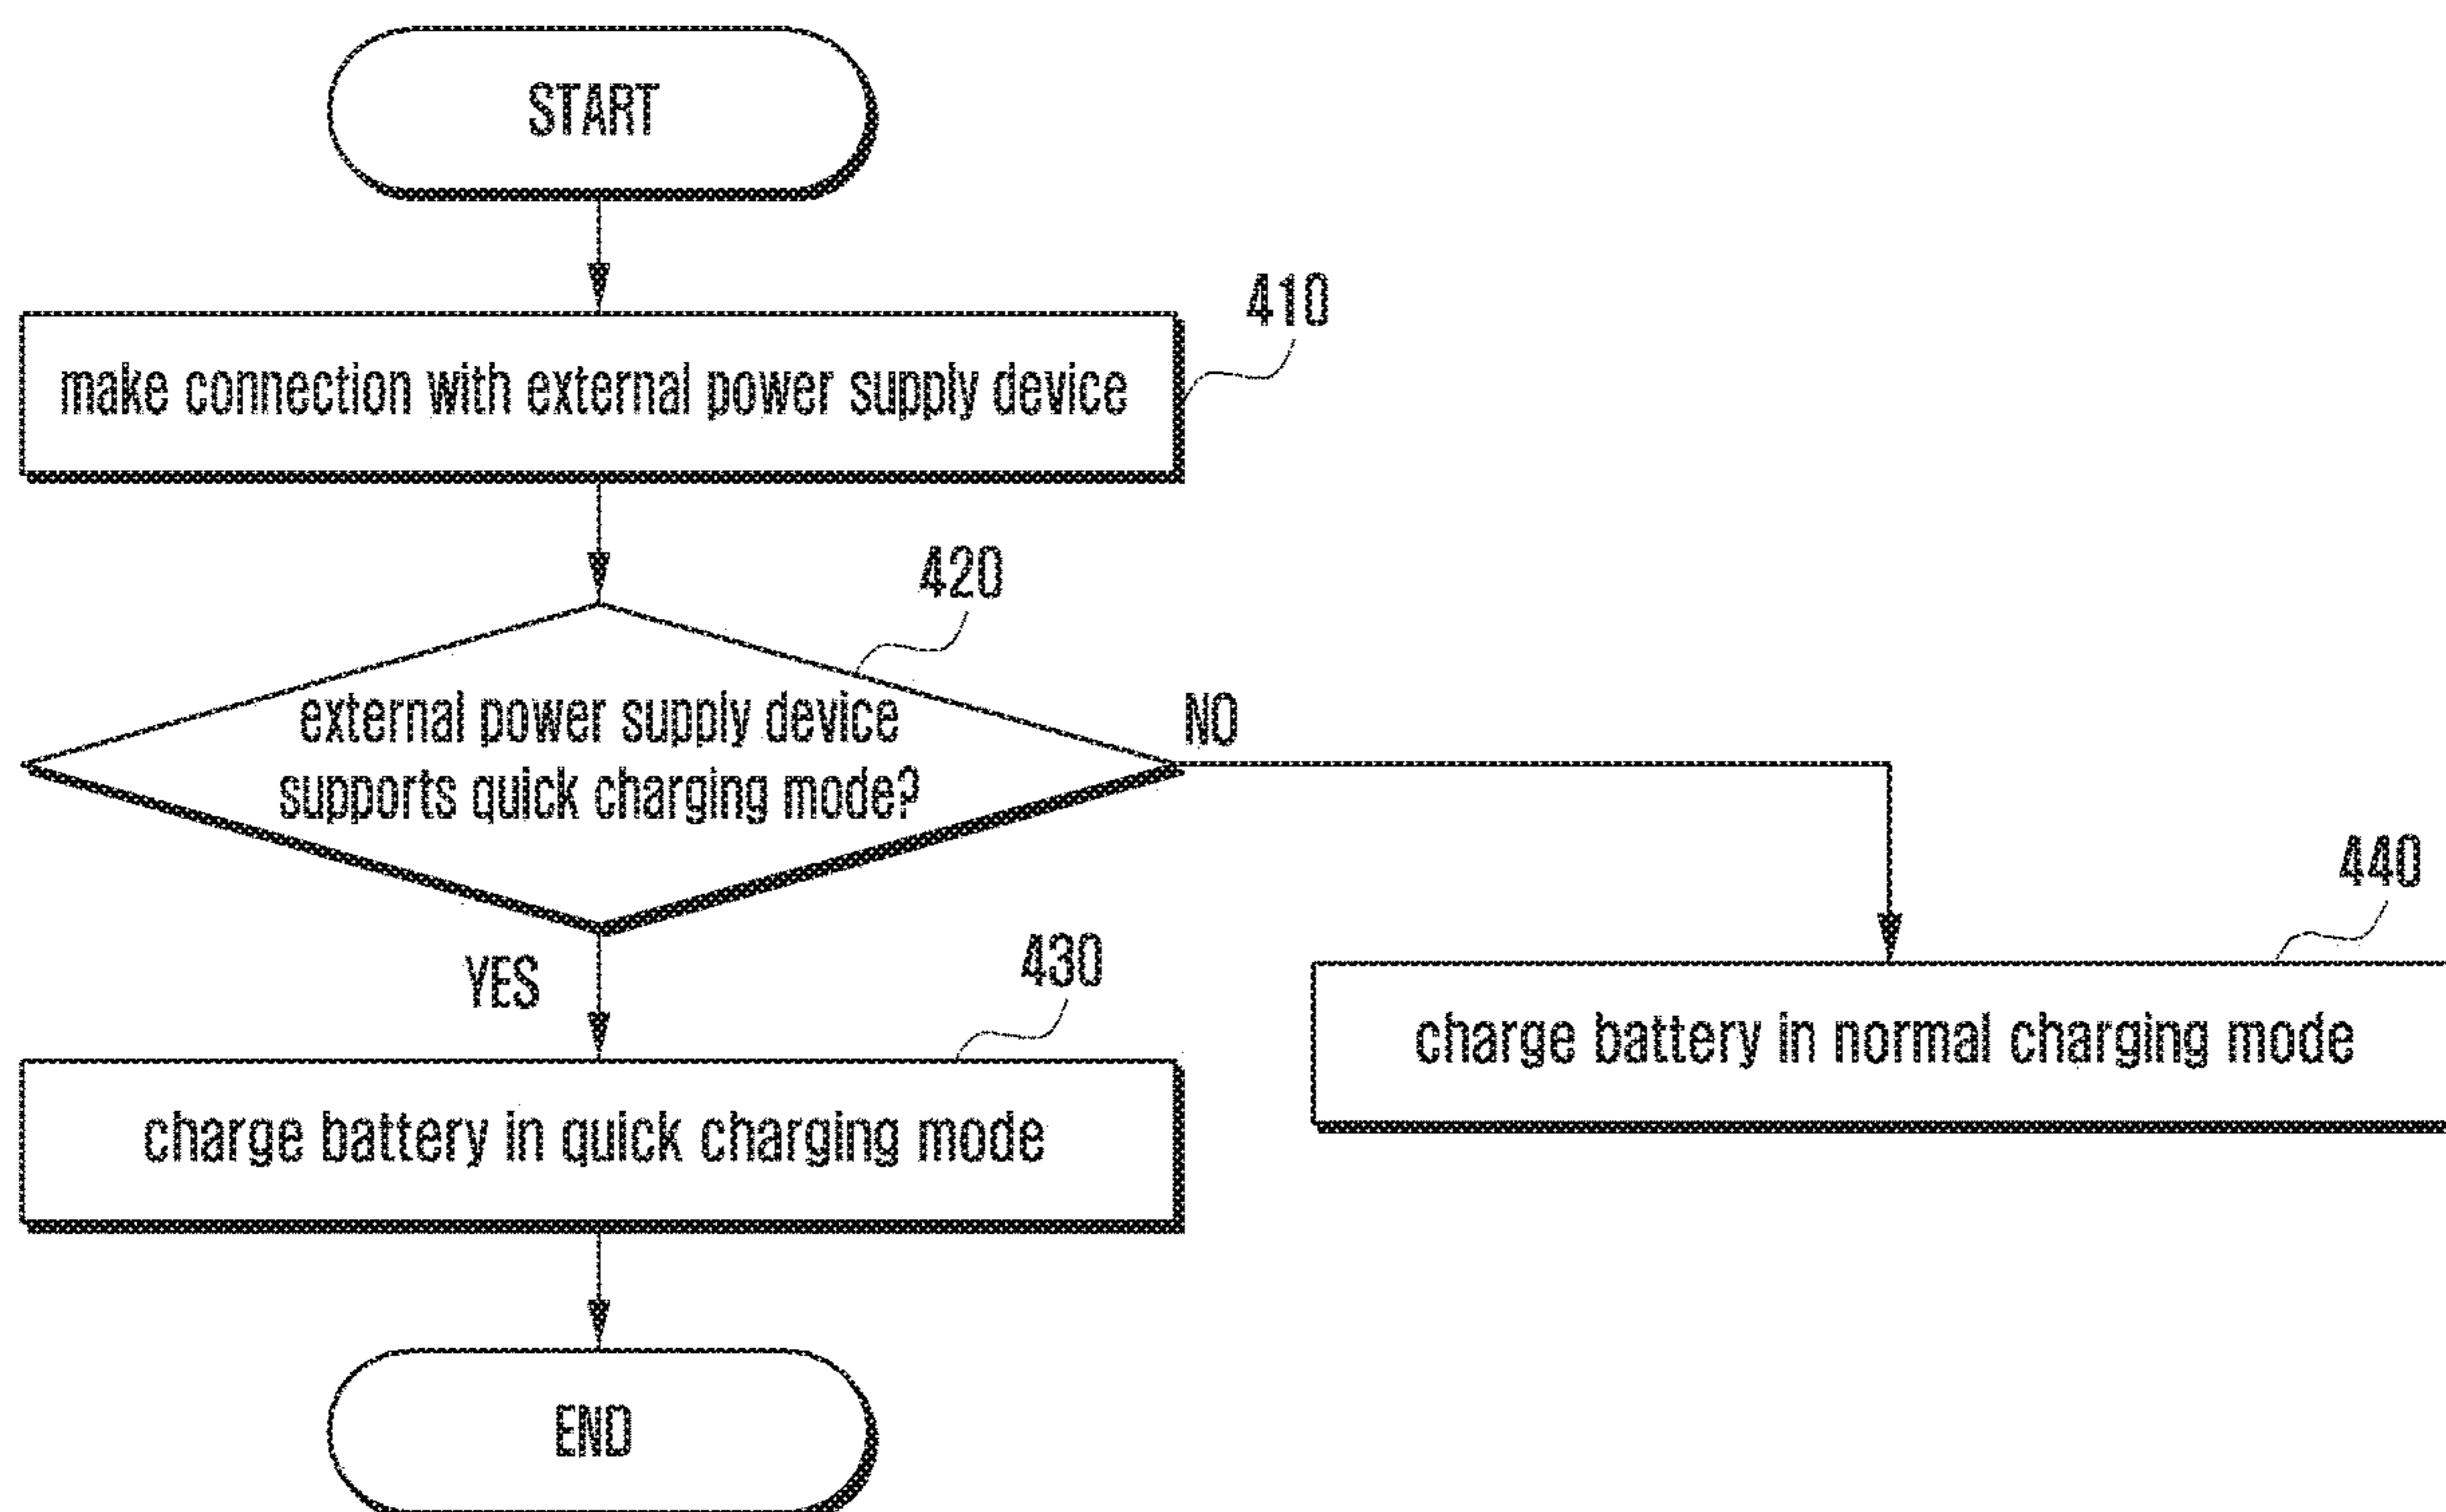 START
410
make connection with external power supply device
420
external power supply device
supports quick charging mode?
NO
YES
430
charge battery in quick charging mode
440
charge battery in normal charging mode
END